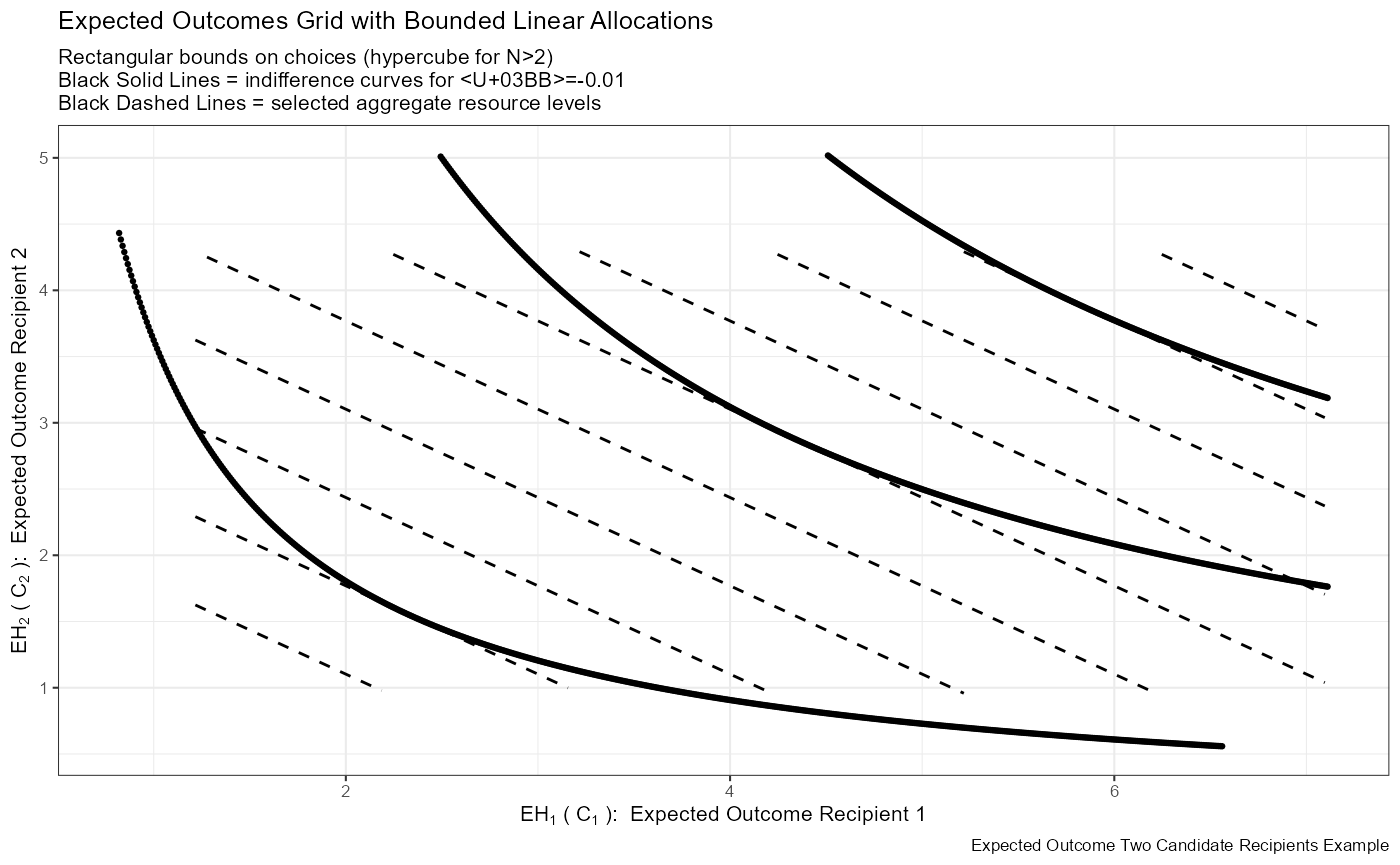 Expected Outcomes Grid with Bounded Linear Allocations
Rectangular bounds on choices (hypercube for N>2)
Black Solid Lines = indifference curves for <U+03BB>=-0.01
Black Dashed Lines = selected aggregate resource levels
5
4
3
2
1
EH₂ ( C₂ ):  Expected Outcome Recipient 2
2
4
6
EH₁ ( C₁ ):  Expected Outcome Recipient 1
Expected Outcome Two Candidate Recipients Example